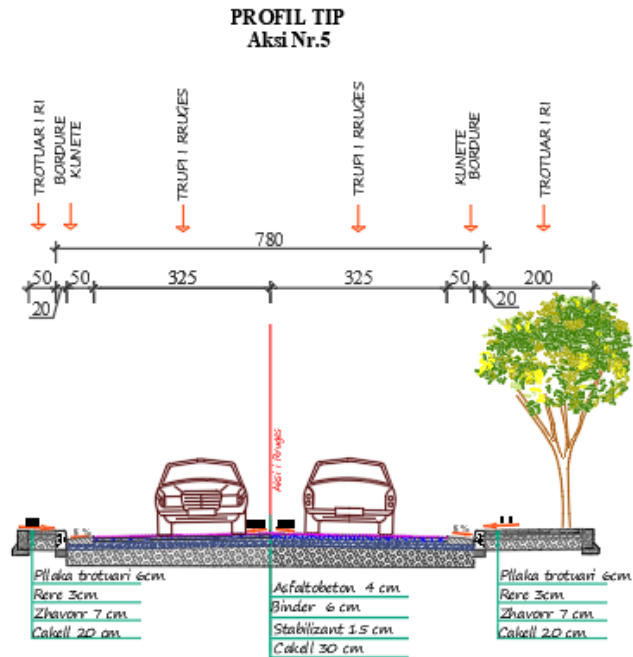 PROFIL TIP
Aksi Nr.5
TROTUAR I RI
BORDURE
KUNETE
TRUPI I RRUGES
TRUPI I RRUGES
KUNETE
BORDURE
TROTUAR I RI
780
50 50 325 325 50 200
20 20
Aksi i Rruges
5% 5%
Pllaka trotuari 6cm
Rere 3cm
Zhavorr 7 cm
Cakell 20 cm
Asfaltobeton 4 cm
Binder 6 cm
Stabilizant 15 cm
Cakell 30 cm
Pllaka trotuari 6cm
Rere 3cm
Zhavorr 7 cm
Cakell 20 cm